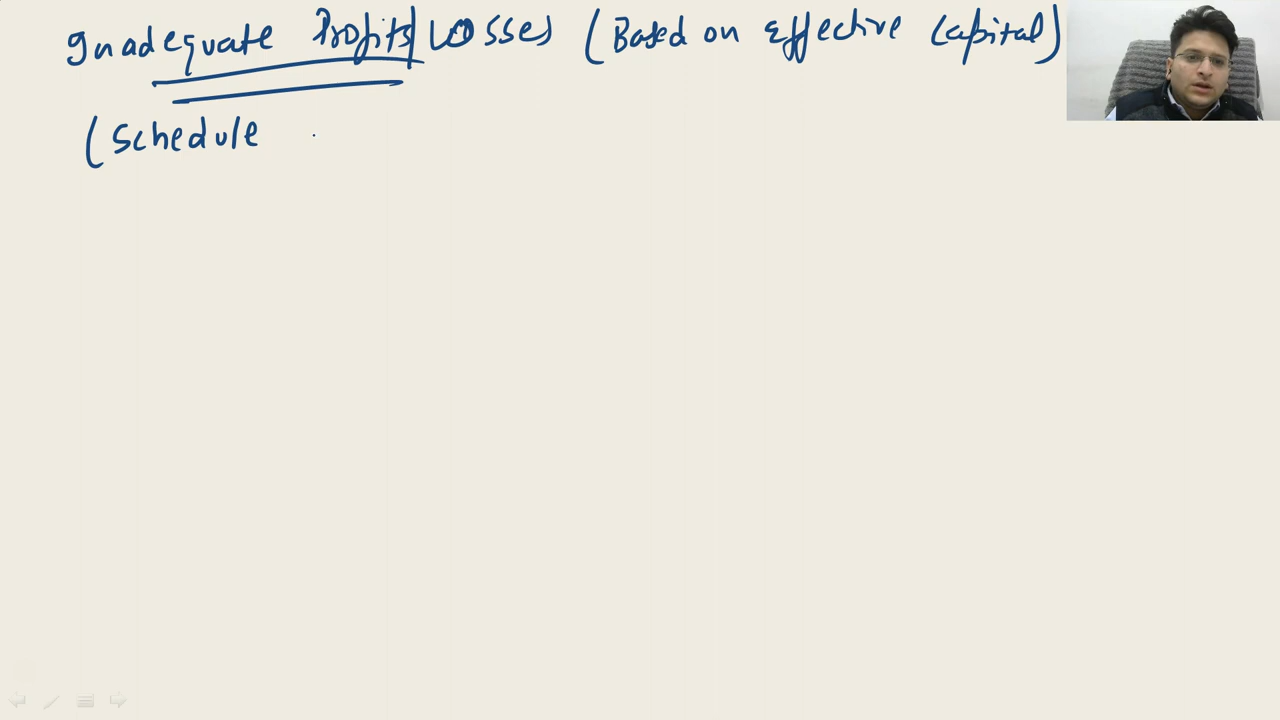 Inadequate Profits/Losses (Based on Effective Capital)
(Schedule